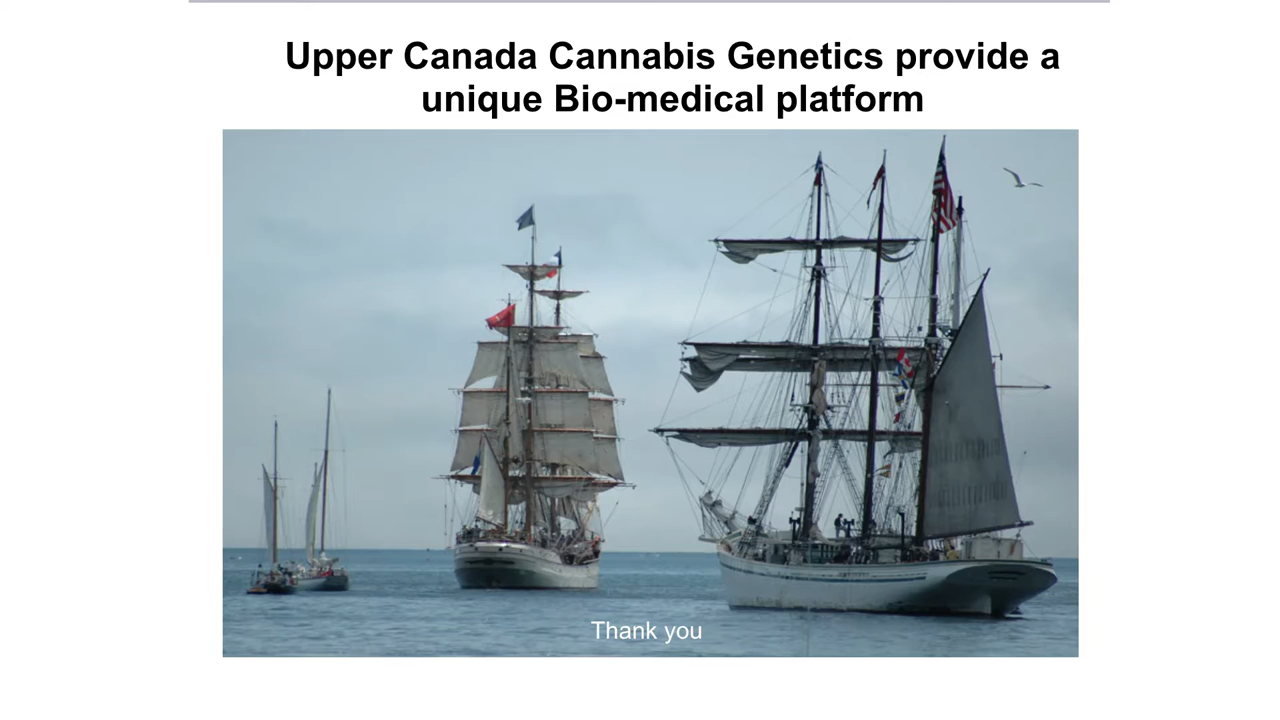 Upper Canada Cannabis Genetics provide a
unique Bio-medical platform
Thank you